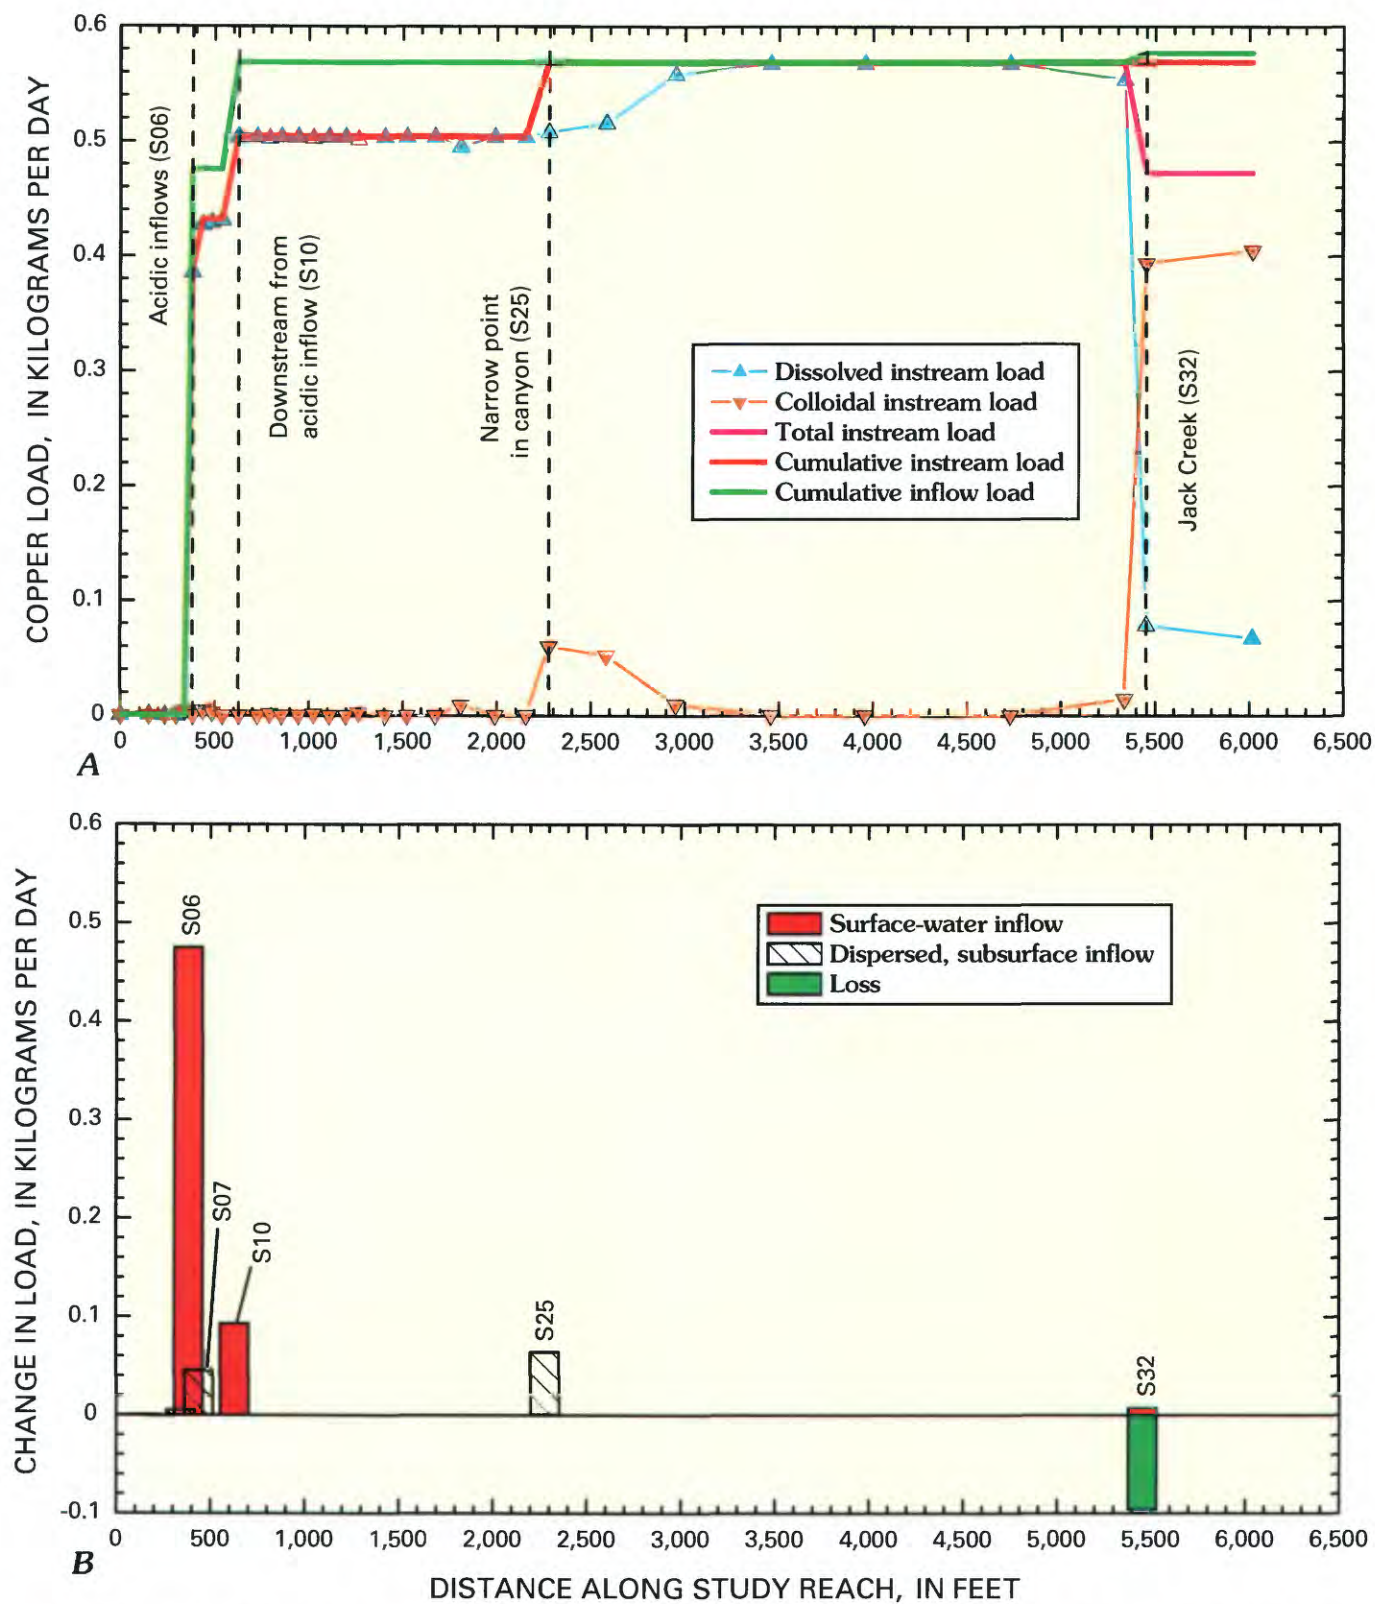 COPPER LOAD, IN KILOGRAMS PER DAY
0.6
0.5
0.4
0.3
0.2
0.1
0
Acidic inflows (S06)
Downstream from
acidic inflow (S10)
Narrow point
in canyon (S25)
Jack Creek (S32)
Dissolved instream load
Colloidal instream load
Total instream load
Cumulative instream load
Cumulative inflow load
0 500 1,000 1,500 2,000 2,500 3,000 3,500 4,000 4,500 5,000 5,500 6,000 6,500
A
CHANGE IN LOAD, IN KILOGRAMS PER DAY
0.6
0.5
0.4
0.3
0.2
0.1
0
-0.1
S06
S07
S10
S25
S32
Surface-water inflow
Dispersed, subsurface inflow
Loss
0 500 1,000 1,500 2,000 2,500 3,000 3,500 4,000 4,500 5,000 5,500 6,000 6,500
B
DISTANCE ALONG STUDY REACH, IN FEET